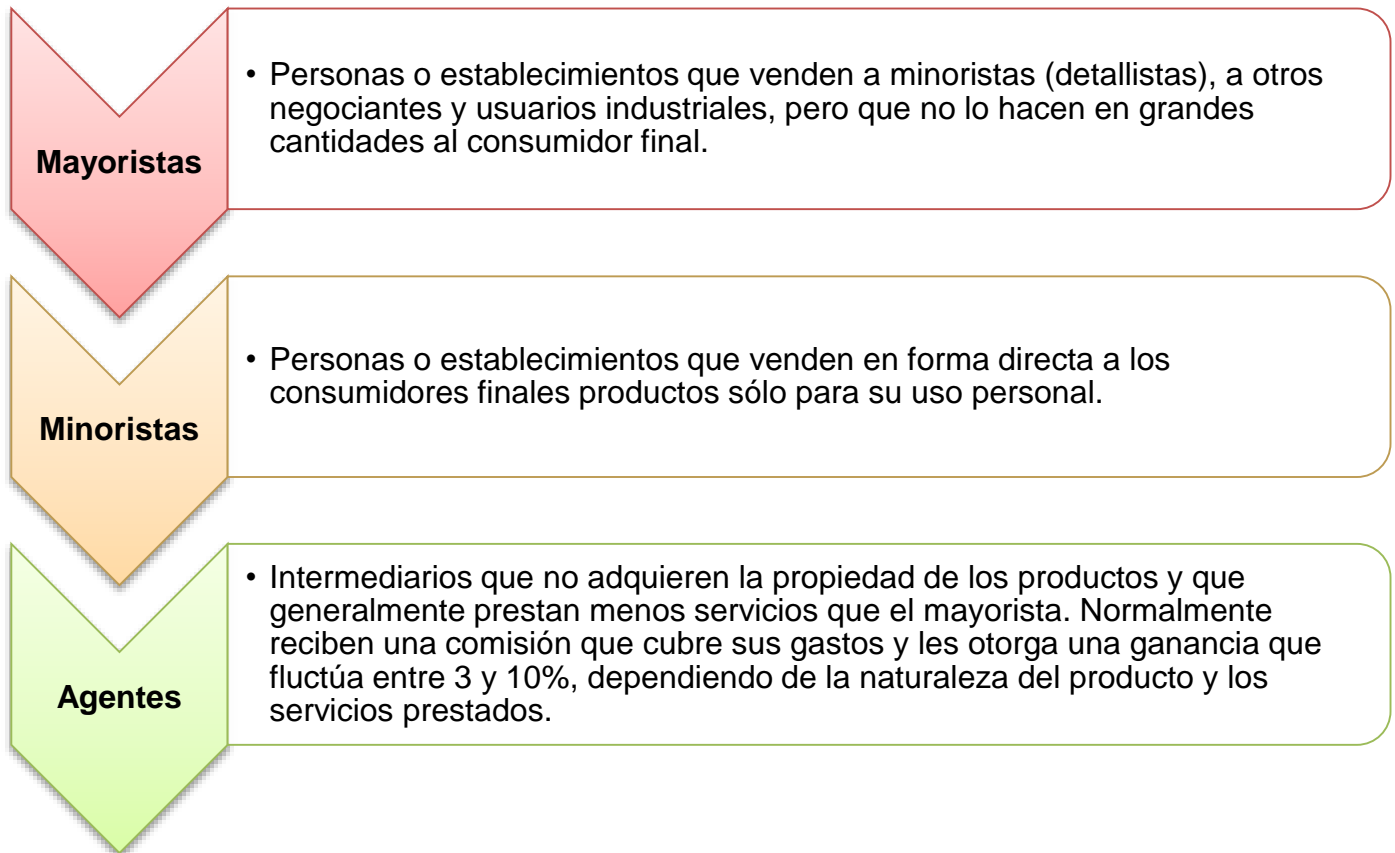 Mayoristas
• Personas o establecimientos que venden a minoristas (detallistas), a otros
negociantes y usuarios industriales, pero que no lo hacen en grandes
cantidades al consumidor final.
Minoristas
• Personas o establecimientos que venden en forma directa a los
consumidores finales productos sólo para su uso personal.
Agentes
• Intermediarios que no adquieren la propiedad de los productos y que
generalmente prestan menos servicios que el mayorista. Normalmente
reciben una comisión que cubre sus gastos y les otorga una ganancia que
fluctúa entre 3 y 10%, dependiendo de la naturaleza del producto y los
servicios prestados.